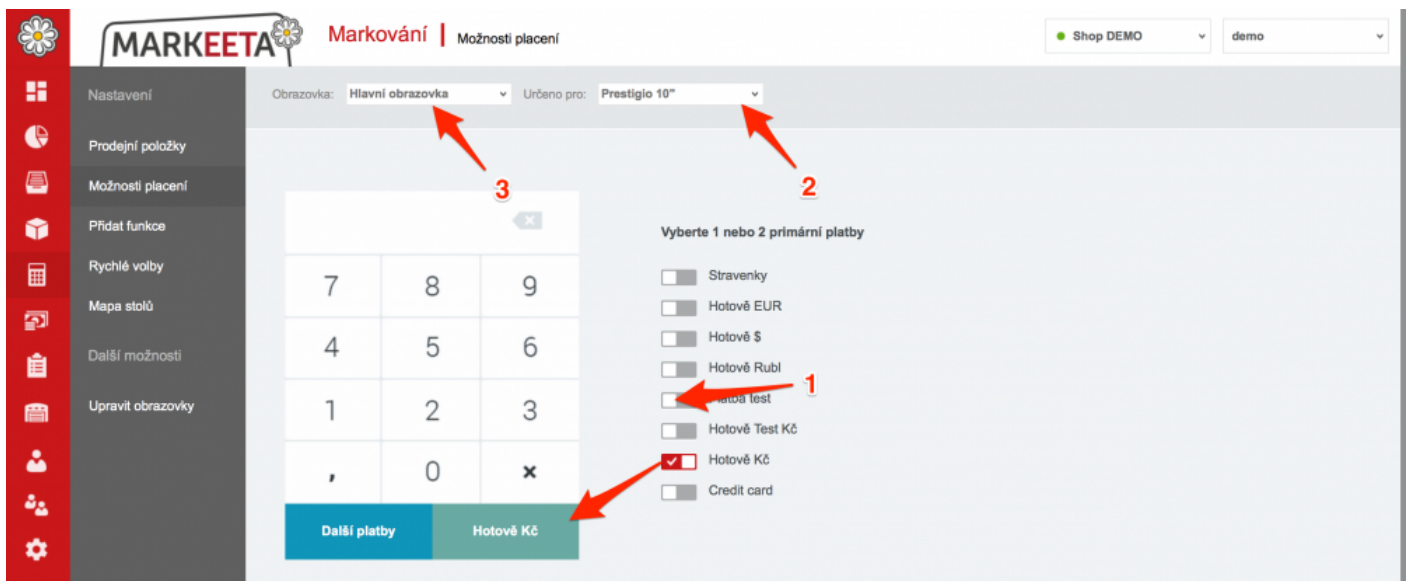 MARKEETA
Markování | Možnosti placení
Shop DEMO
demo
Nastavení
Prodejní položky
Možnosti placení
Přidat funkce
Rychlé volby
Mapa stolů
Další možnosti
Upravit obrazovky
Obrazovka: Hlavní obrazovka Určeno pro: Prestigio 10"
3
2
7 8 9
4 5 6
1 2 3
, 0 ×
Další platby Hotově Kč
Vyberte 1 nebo 2 primární platby
Stravenky
Hotově EUR
Hotově $
Hotově Rubl
1
Platba test
Hotově Test Kč
Hotově Kč
Credit card